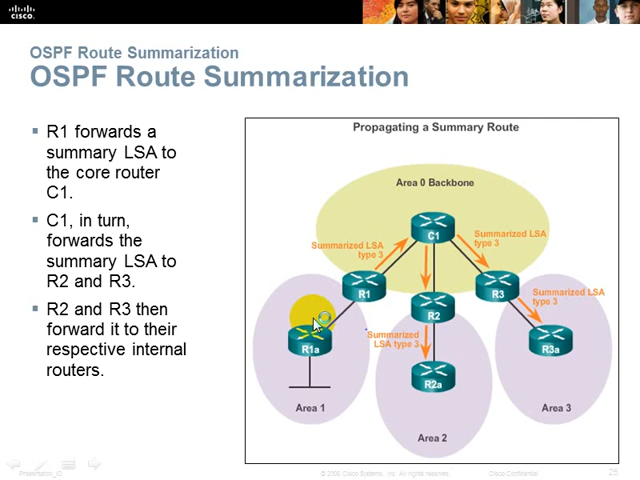 CISCO.
OSPF Route Summarization
OSPF Route Summarization
▪ R1 forwards a
summary LSA to
the core router
C1.
▪ C1, in turn,
forwards the
summary LSA to
R2 and R3.
▪ R2 and R3 then
forward it to their
respective internal
routers.
Propagating a Summary Route
Area 0 Backbone
C1
Summarized LSA
type 3
Summarized LSA
type 3
R1
R3
Summarized LSA
type 3
R2
Summarized
LSA type 3
R1a
R3a
R2a
Area 1
Area 3
Area 2
Presentation_ID
© 2008 Cisco Systems, Inc. All rights reserved.
Cisco Confidential
25